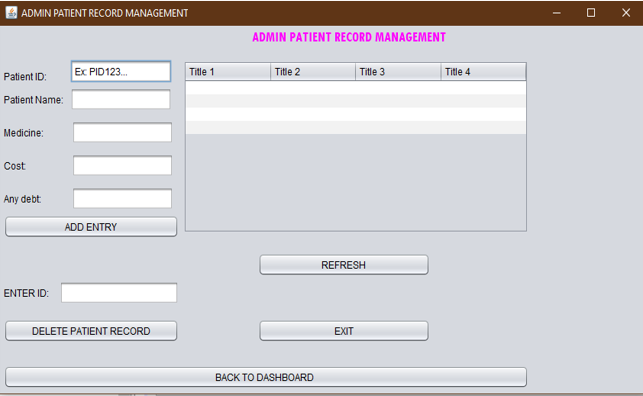 ADMIN PATIENT RECORD MANAGEMENT
ADMIN PATIENT RECORD MANAGEMENT
Patient ID: Ex: PID123...
Patient Name:
Medicine:
Cost:
Any debt:
ADD ENTRY
Title 1 Title 2 Title 3 Title 4
REFRESH
ENTER ID:
DELETE PATIENT RECORD
EXIT
BACK TO DASHBOARD